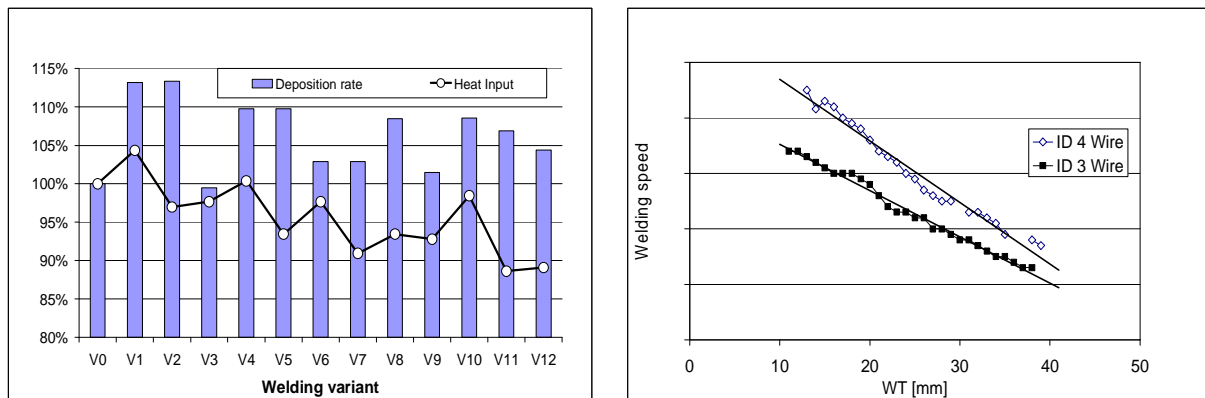 115%
110%
105%
100%
95%
90%
85%
80%
Deposition rate
Heat Input
V0 V1 V2 V3 V4 V5 V6 V7 V8 V9 V10 V11 V12
Welding variant
Welding speed
ID 4 Wire
ID 3 Wire
0 10 20 30 40 50
WT [mm]